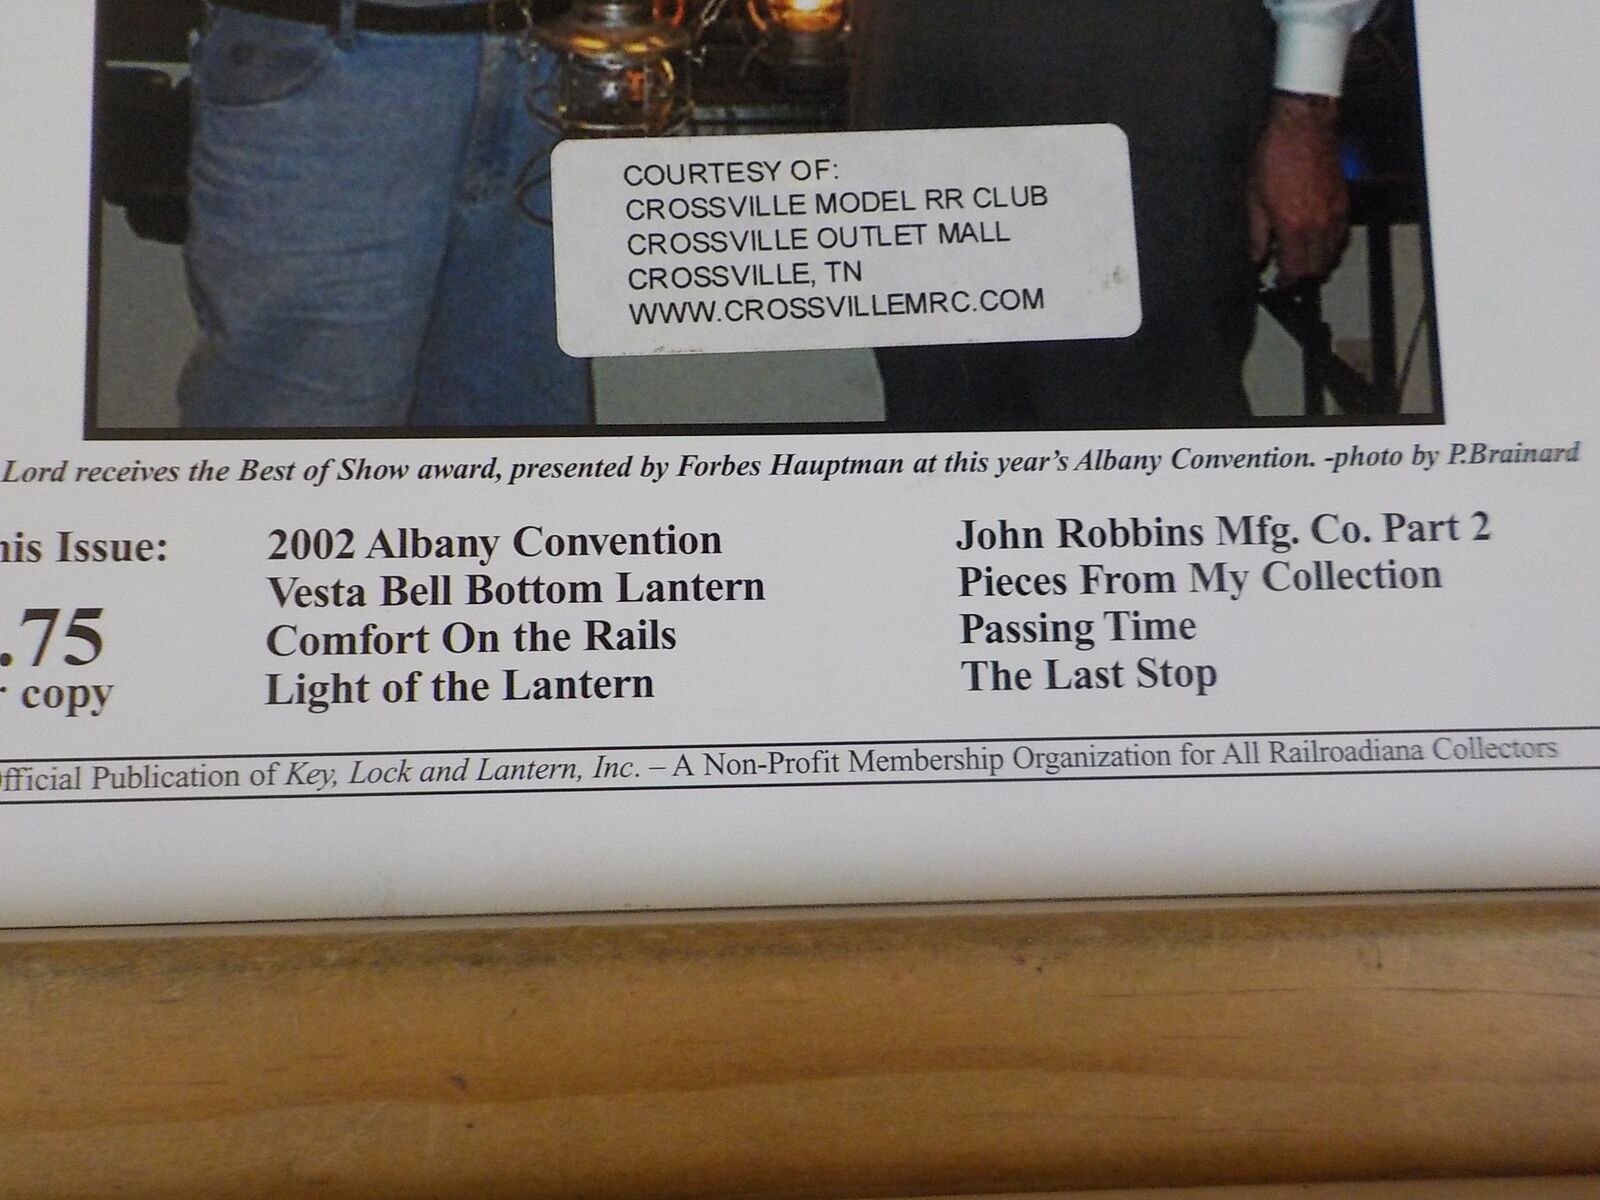 COURTESY OF:
CROSSVILLE MODEL RR CLUB
CROSSVILLE OUTLET MALL
CROSSVILLE, TN
WWW.CROSSVILLEMRC.COM
Lord receives the Best of Show award, presented by Forbes Hauptman at this year's Albany Convention. -photo by P.Brainard
his Issue:
.75
copy
2002 Albany Convention
Vesta Bell Bottom Lantern
Comfort On the Rails
Light of the Lantern
John Robbins Mfg. Co. Part 2
Pieces From My Collection
Passing Time
The Last Stop
fficial Publication of Key, Lock and Lantern, Inc. – A Non-Profit Membership Organization for All Railroadiana Collectors